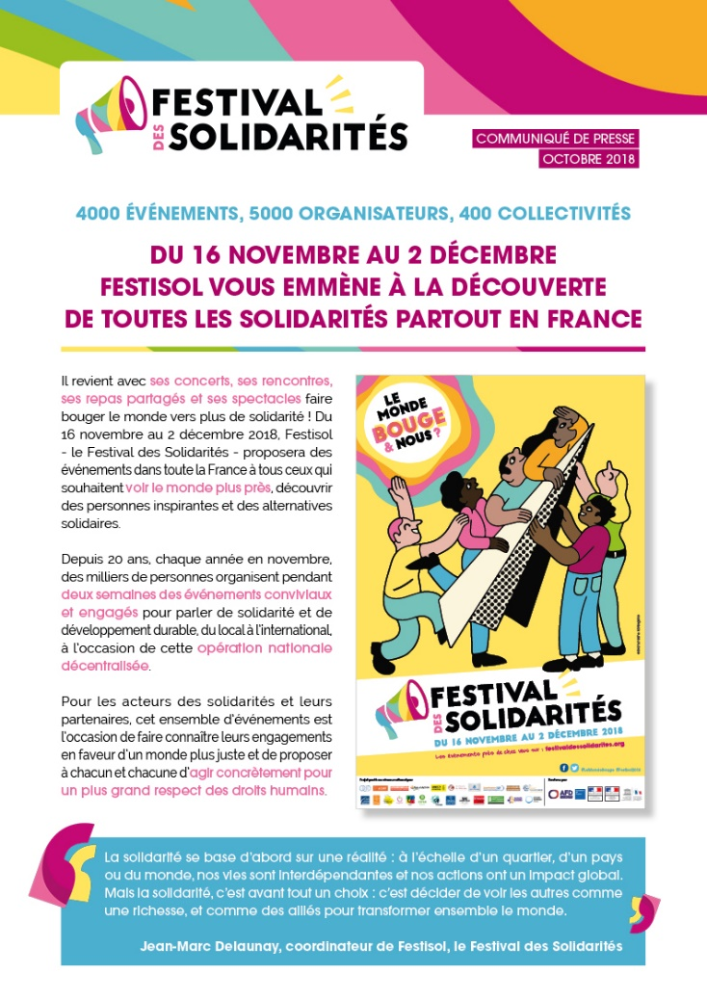 FESTIVAL
DES SOLIDARITÉS
COMMUNIQUÉ DE PRESSE
OCTOBRE 2018
4000 ÉVÉNEMENTS, 5000 ORGANISATEURS, 400 COLLECTIVITÉS
DU 16 NOVEMBRE AU 2 DÉCEMBRE
FESTISOL VOUS EMMÈNE À LA DÉCOUVERTE
DE TOUTES LES SOLIDARITÉS PARTOUT EN FRANCE
Il revient avec ses concerts, ses rencontres,
ses repas partagés et ses spectacles faire
bouger le monde vers plus de solidarité ! Du
16 novembre au 2 décembre 2018, Festisol
- le Festival des Solidarités - proposera des
événements dans toute la France à tous ceux qui
souhaitent voir le monde plus près, découvrir
des personnes inspirantes et des alternatives
solidaires.
Depuis 20 ans, chaque année en novembre,
des milliers de personnes organisent pendant
deux semaines des événements conviviaux
et engagés pour parler de solidarité et de
développement durable, du local à l'international,
à l'occasion de cette opération nationale
décentralisée.
Pour les acteurs des solidarités et leurs
partenaires, cet ensemble d'événements est
l'occasion de faire connaître leurs engagements
en faveur d'un monde plus juste et de proposer
à chacun et chacune d'agir concrètement pour
un plus grand respect des droits humains.
LE
MONDE
BOUGE
& NOUS ?
FESTIVAL
DES SOLIDARITÉS
DU 16 NOVEMBRE AU 2 DÉCEMBRE 2018
Les événements près de chez vous sur : festivaldessolidarites.org
AFD
La solidarité se base d'abord sur une réalité : à l'échelle d'un quartier, d'un pays
ou du monde, nos vies sont interdépendantes et nos actions ont un impact global.
Mais la solidarité, c'est avant tout un choix : c'est décider de voir les autres comme
une richesse, et comme des alliés pour transformer ensemble le monde.
Jean-Marc Delaunay, coordinateur de Festisol, le Festival des Solidarités